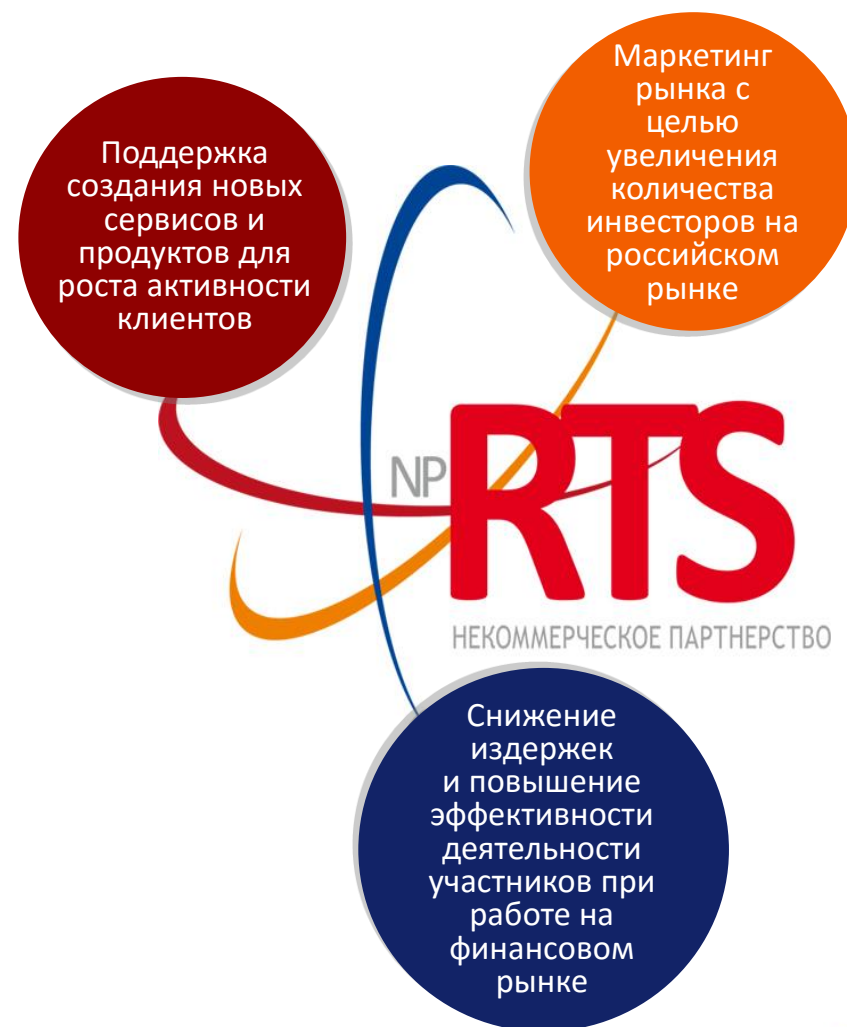 Поддержка
создания новых
сервисов и
продуктов для
роста активности
клиентов
Маркетинг
рынка с
целью
увеличения
количества
инвесторов на
российском
рынке
NP RTS
НЕКОММЕРЧЕСКОЕ ПАРТНЕРСТВО
Снижение
издержек
и повышение
эффективности
деятельности
участников при
работе на
финансовом
рынке